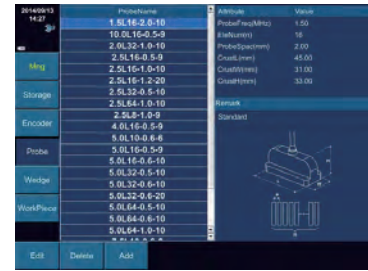 2014/09/13
14:27
Mng
Storage
Encoder
Probe
Wedge
WorkPiece
ProbeName
1.5L16-2.0-10
10.0L16-0.5-9
2.0L32-1.0-10
2.5L16-0.5-9
2.5L16-1.0-10
2.5L16-1.2-20
2.5L32-0.5-10
2.5L64-1.0-10
2.5L8-1.0-9
4.0L16-0.5-9
5.0L10-0.6-6
5.0L16-0.5-9
5.0L16-0.6-10
5.0L32-0.5-10
5.0L32-0.6-10
5.0L32-0.6-20
5.0L64-0.5-10
5.0L64-0.6-10
5.0L64-1.0-10
Attribute Value
ProbeFreq(MHz) 1.50
EleNum(n) 16
ProbeSpac(mm) 2.00
CrustL(mm) 45.00
CrustW(mm) 31.00
CrustH(mm) 33.00
Remark
Standard
Edit Delete Add